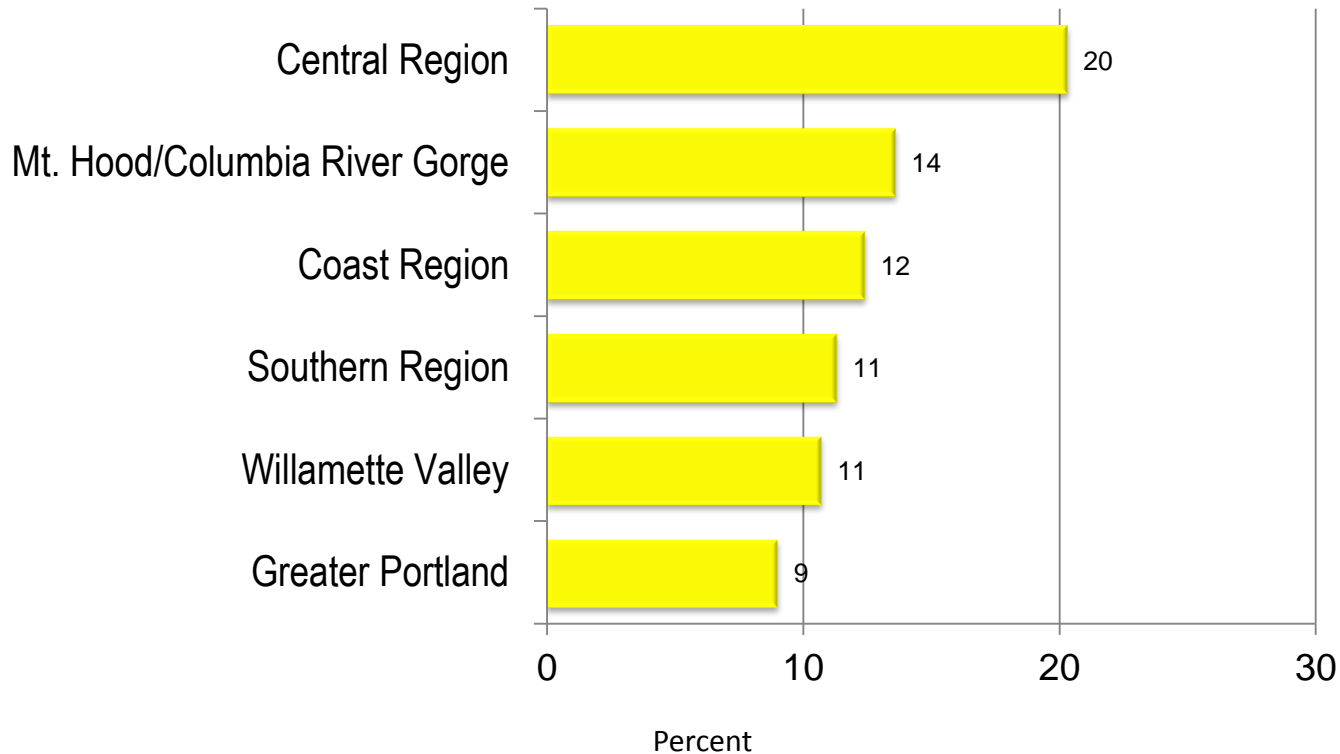 Central Region 20
Mt. Hood/Columbia River Gorge 14
Coast Region 12
Southern Region 11
Willamette Valley 11
Greater Portland 9
0 10 20 30
Percent